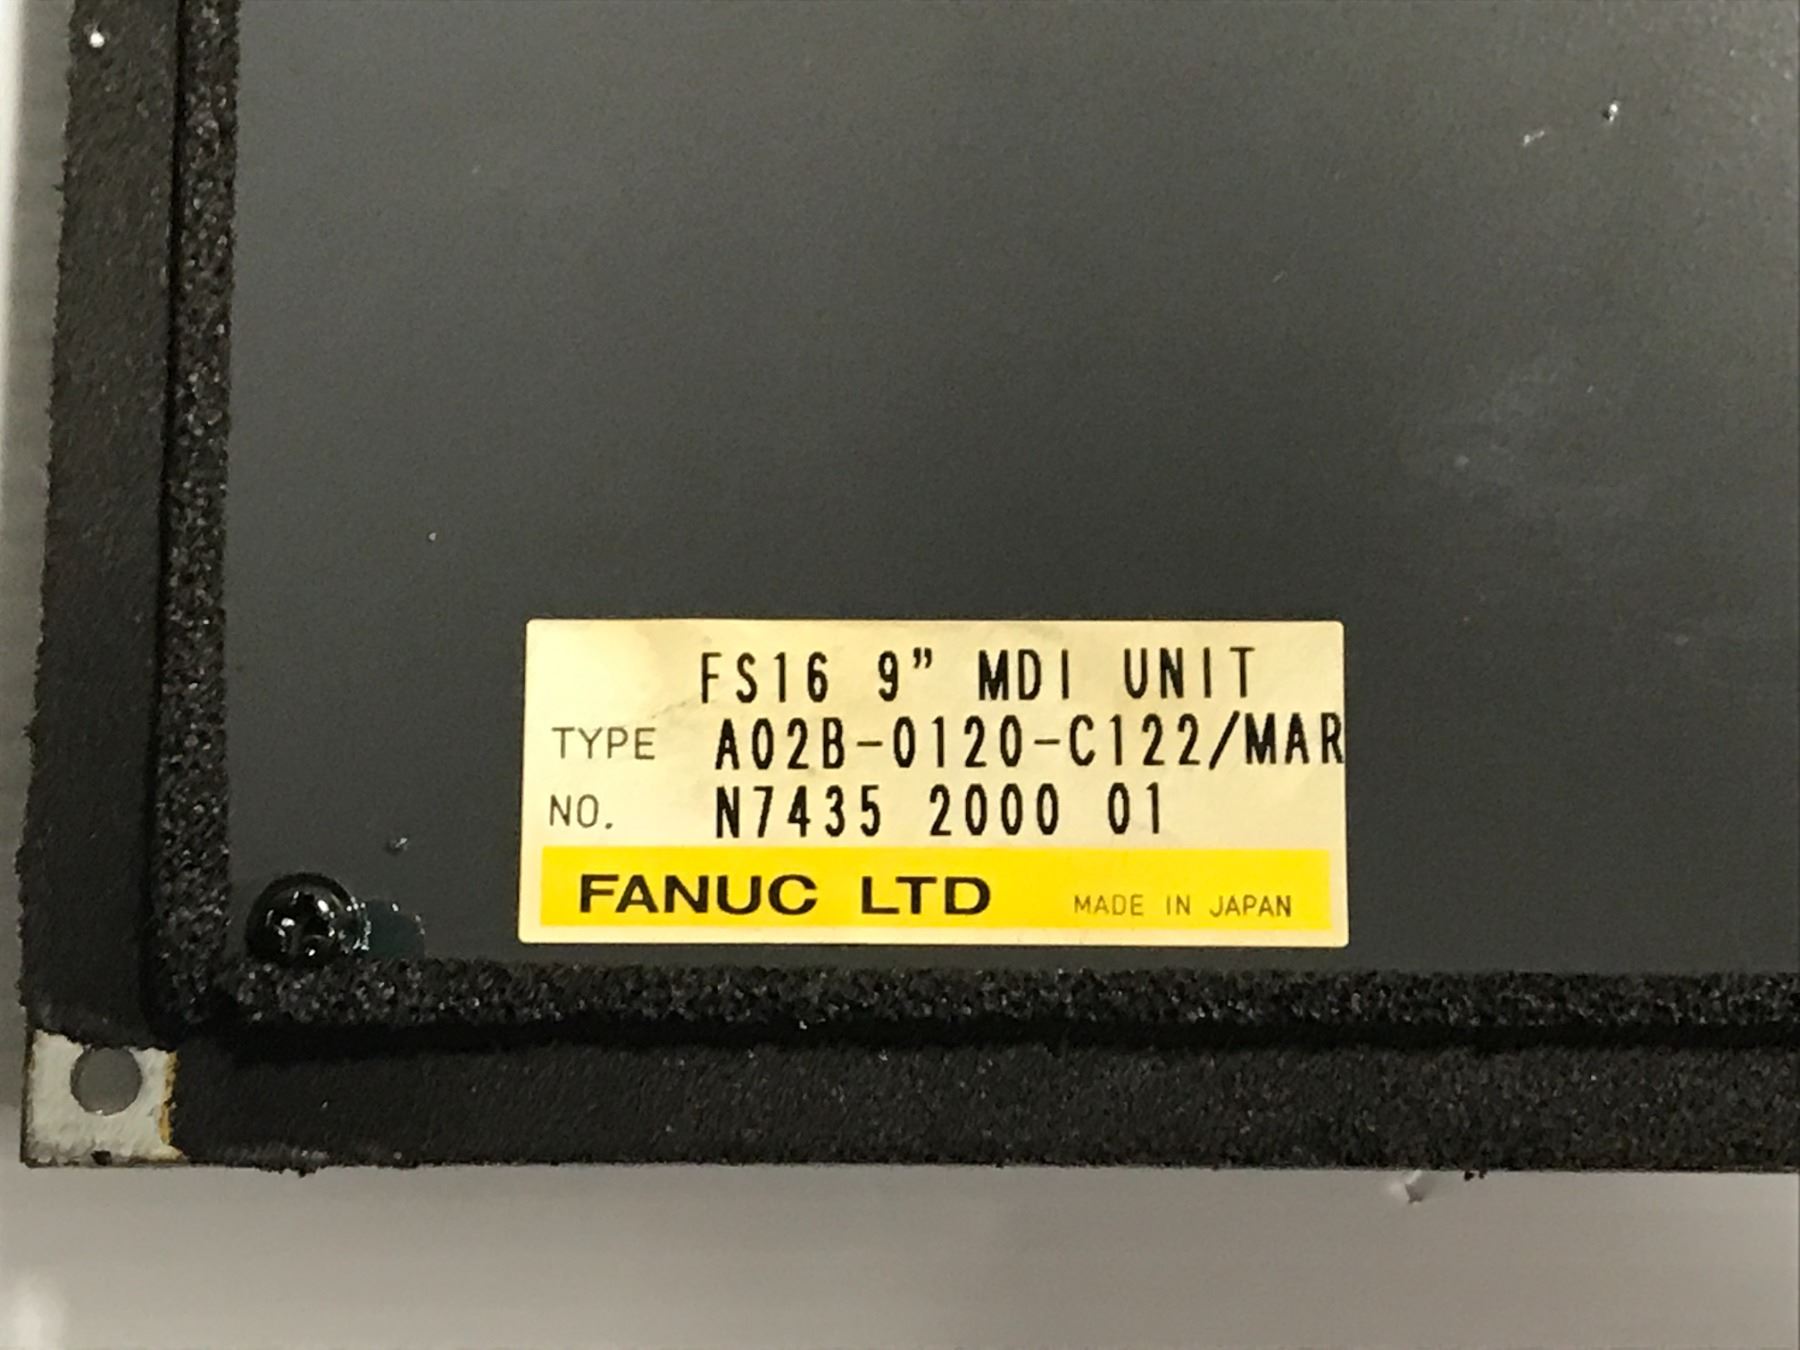 FS16 9” MDI UNIT
TYPE A02B-0120-C122/MAR
NO. N7435 2000 01
FANUC LTD MADE IN JAPAN